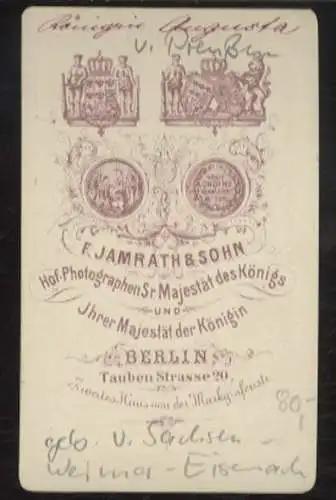 Königin Augusta
v. Preußen
F. JAMRATH & SOHN
Hof-Photographen Sr Majestät des Königs
UND
Jhrer Majestät der Königin
BERLIN
Tauben Strasse 20,
Zweites Haus von der Markgrafenstr.
80,-
geb. v. Sachsen -
Weimar - Eisenach